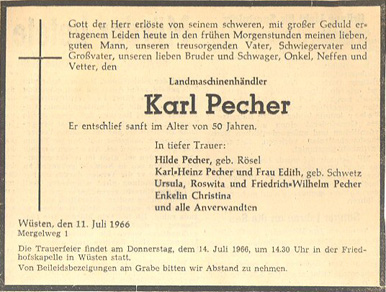 Gott der Herr erlöste von seinem schweren, mit großer Geduld er-
tragenem Leiden heute in den frühen Morgenstunden meinen lieben,
guten Mann, unseren treusorgenden Vater, Schwiegervater und
Großvater, unseren lieben Bruder und Schwager, Onkel, Neffen und
Vetter, den
Landmaschinenhändler
Karl Pecher
Er entschlief sanft im Alter von 50 Jahren.
In tiefer Trauer:
Hilde Pecher, geb. Rösel
Karl-Heinz Pecher und Frau Edith, geb. Schwetz
Ursula, Roswita und Friedrich-Wilhelm Pecher
Enkelin Christina
und alle Anverwandten
Wüsten, den 11. Juli 1966
Mergelweg 1
Die Trauerfeier findet am Donnerstag, dem 14. Juli 1966, um 14.30 Uhr in der Fried-
hofskapelle in Wüsten statt.
Von Beileidsbezeigungen am Grabe bitten wir Abstand zu nehmen.